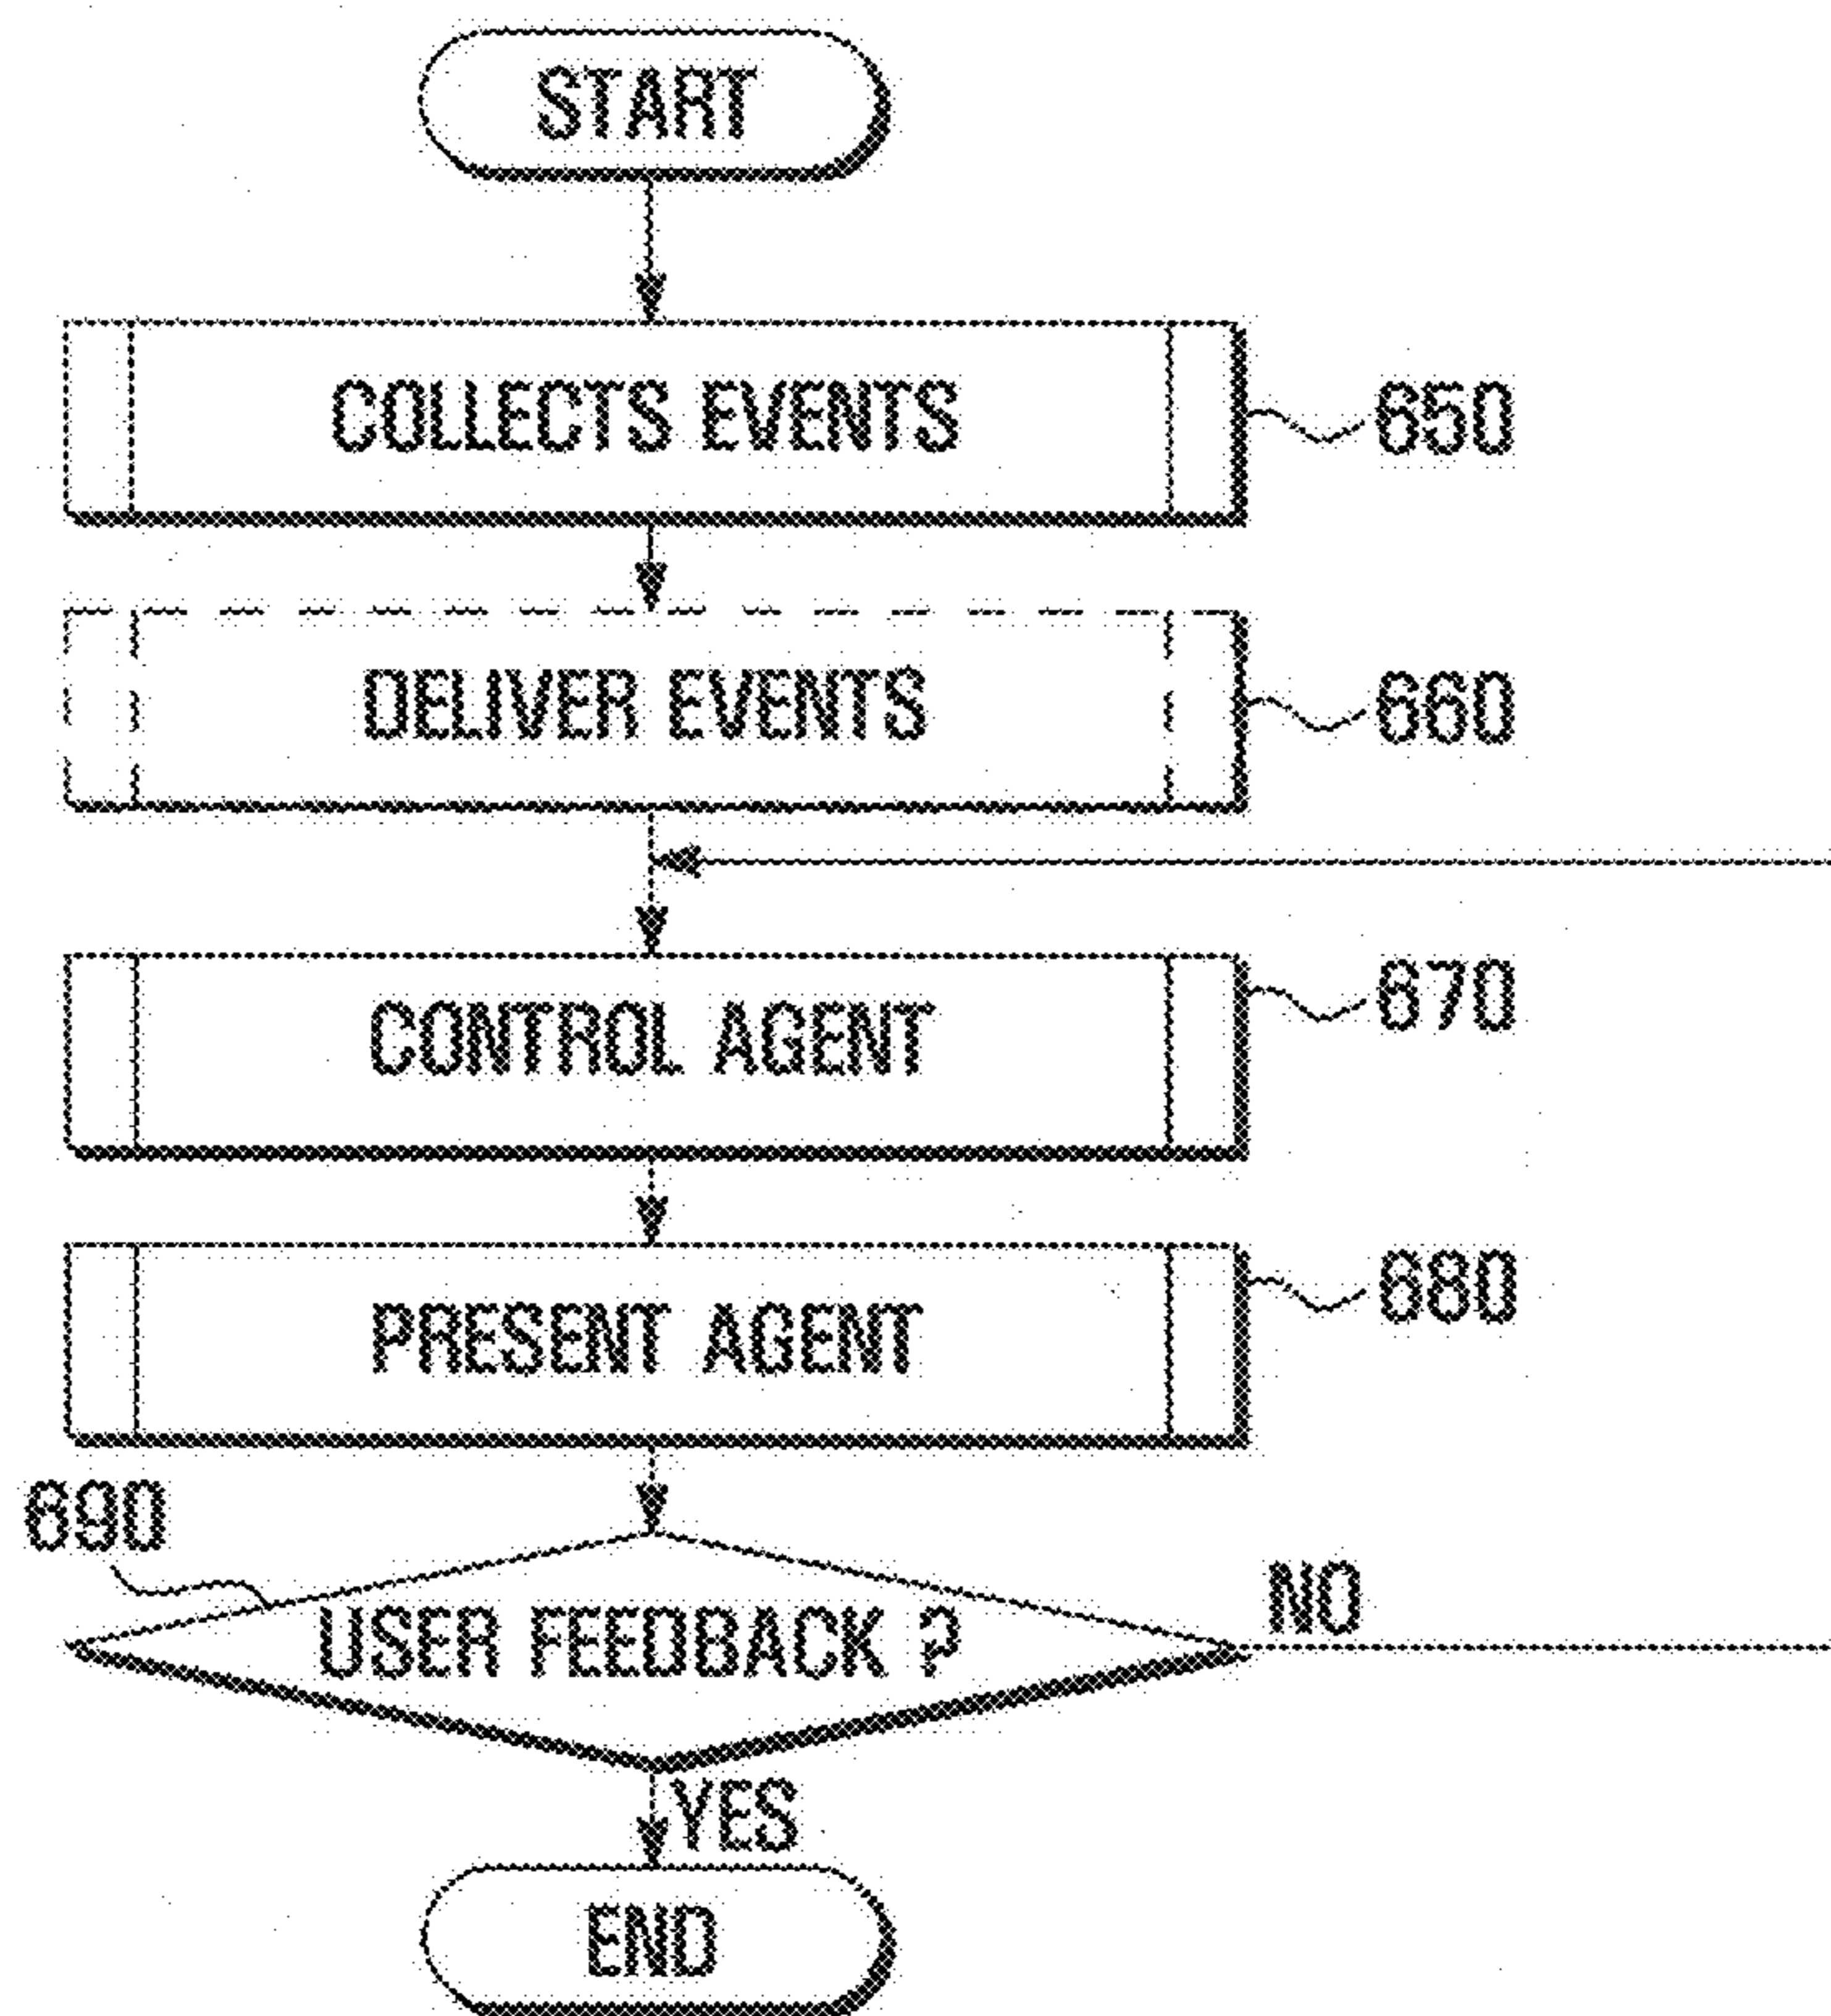 START
COLLECTS EVENTS
650
DELIVER EVENTS
660
CONTROL AGENT
670
PRESENT AGENT
680
690
USER FEEDBACK ?
NO
YES
END